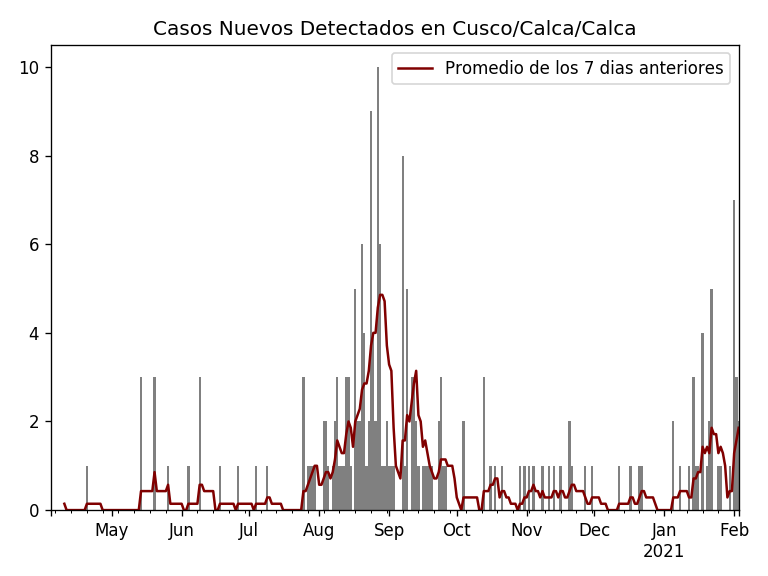 Casos Nuevos Detectados en Cusco/Calca/Calca
Promedio de los 7 dias anteriores
10
8
6
4
2
0
May Jun Jul Aug Sep Oct Nov Dec Jan Feb
2021